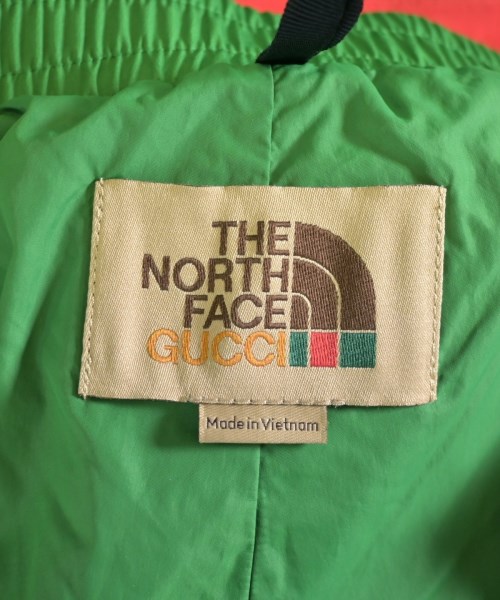 THE
NORTH
FACE
GUCCI
Made in Vietnam